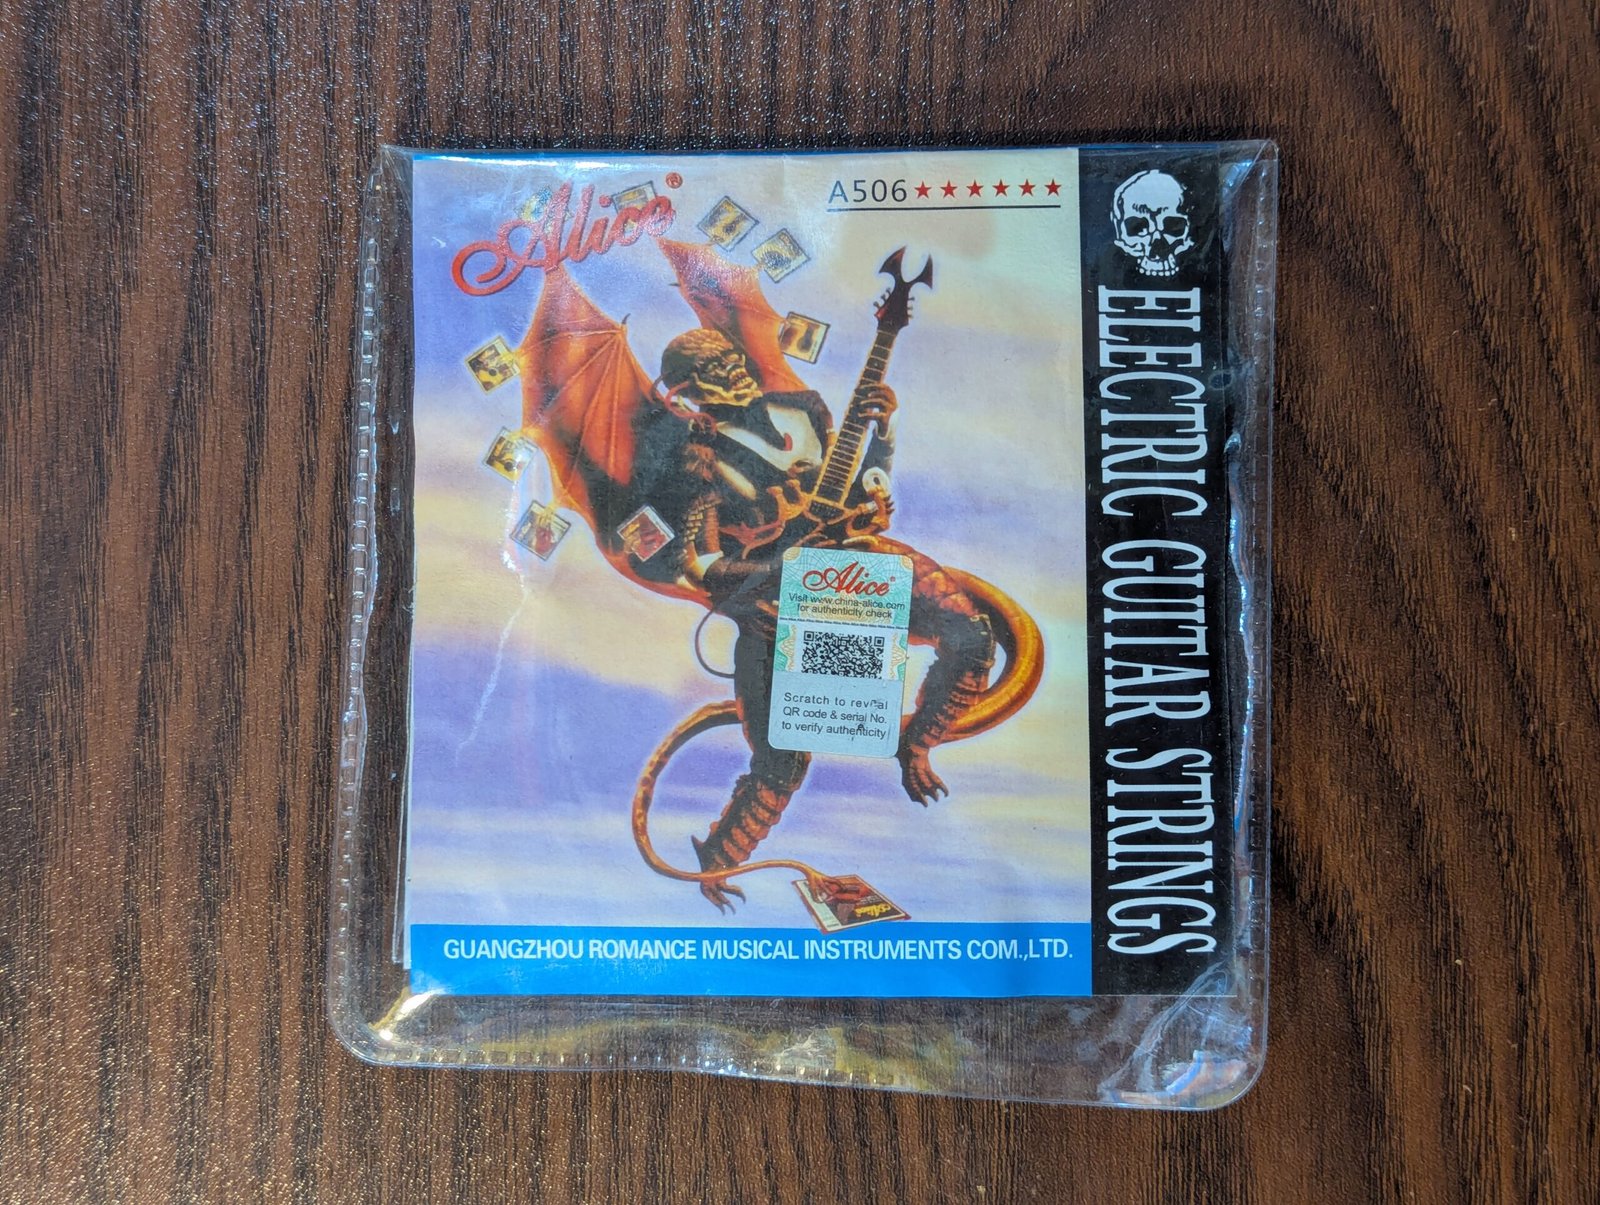 Alice®
A506★★★★★★
ELECTRIC GUITAR STRINGS
Alice®
Visit www.china-alice.com
for authenticity check
Scratch to reveal
QR code & serial No.
to verify authenticity
Alice
GUANGZHOU ROMANCE MUSICAL INSTRUMENTS COM.,LTD.